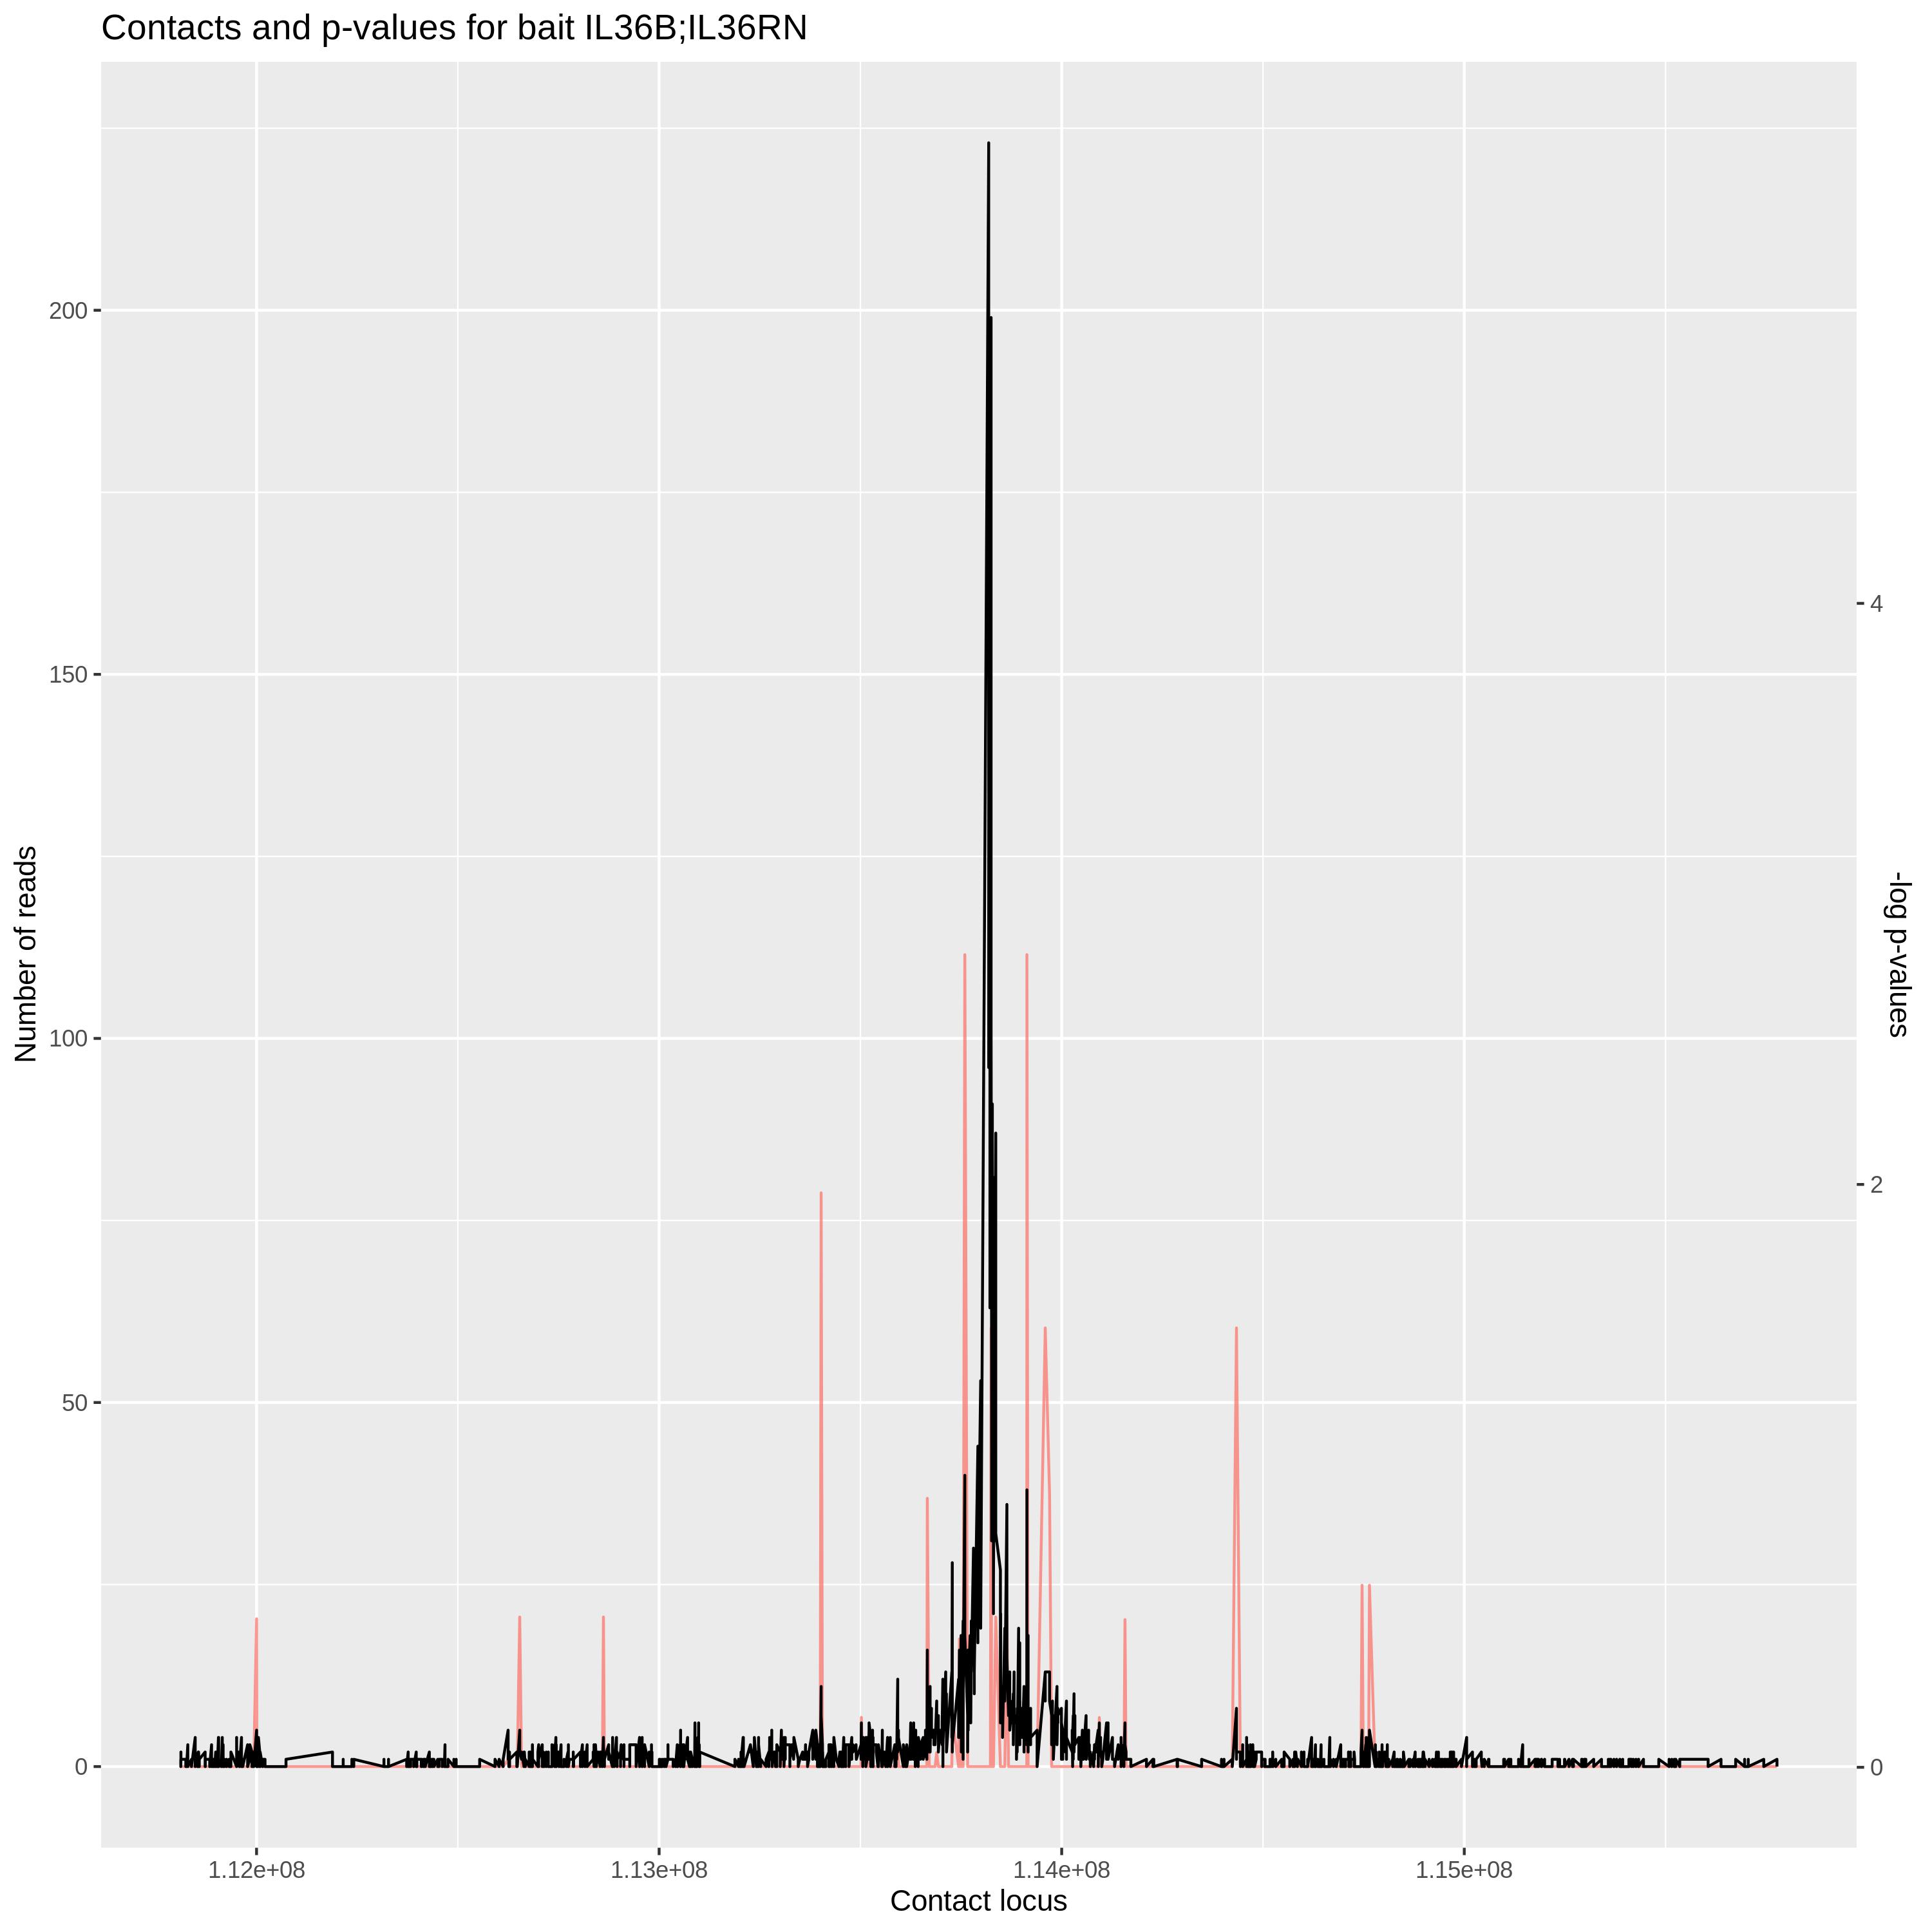 Contacts and p-values for bait IL36B;IL36RN
Number of reads
200
150
100
50
0
4
2
0
-log p-values
1.12e+08
1.13e+08
1.14e+08
1.15e+08
Contact locus